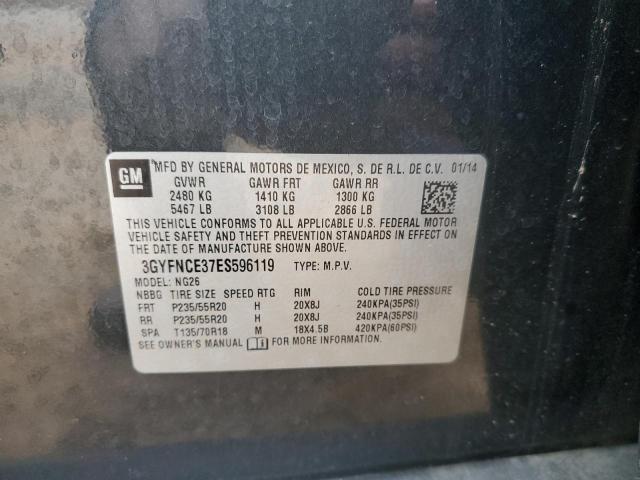 GM
MFD BY GENERAL MOTORS DE MEXICO, S. DE R.L. DE C.V. 01/14
GVWR GAWR FRT GAWR RR
2480 KG 1410 KG 1300 KG
5467 LB 3108 LB 2866 LB
THIS VEHICLE CONFORMS TO ALL APPLICABLE U.S. FEDERAL MOTOR
VEHICLE SAFETY AND THEFT PREVENTION STANDARDS IN EFFECT ON
THE DATE OF MANUFACTURE SHOWN ABOVE.
3GYFNCE37ES596119 TYPE: M.P.V.
MODEL: NG26
NBBG TIRE SIZE SPEED RTG RIM COLD TIRE PRESSURE
FRT P235/55R20 H 20X8J 240KPA(35PSI)
RR P235/55R20 H 20X8J 240KPA(35PSI)
SPA T135/70R18 M 18X4.5B 420KPA(60PSI)
SEE OWNER'S MANUAL FOR MORE INFORMATION.